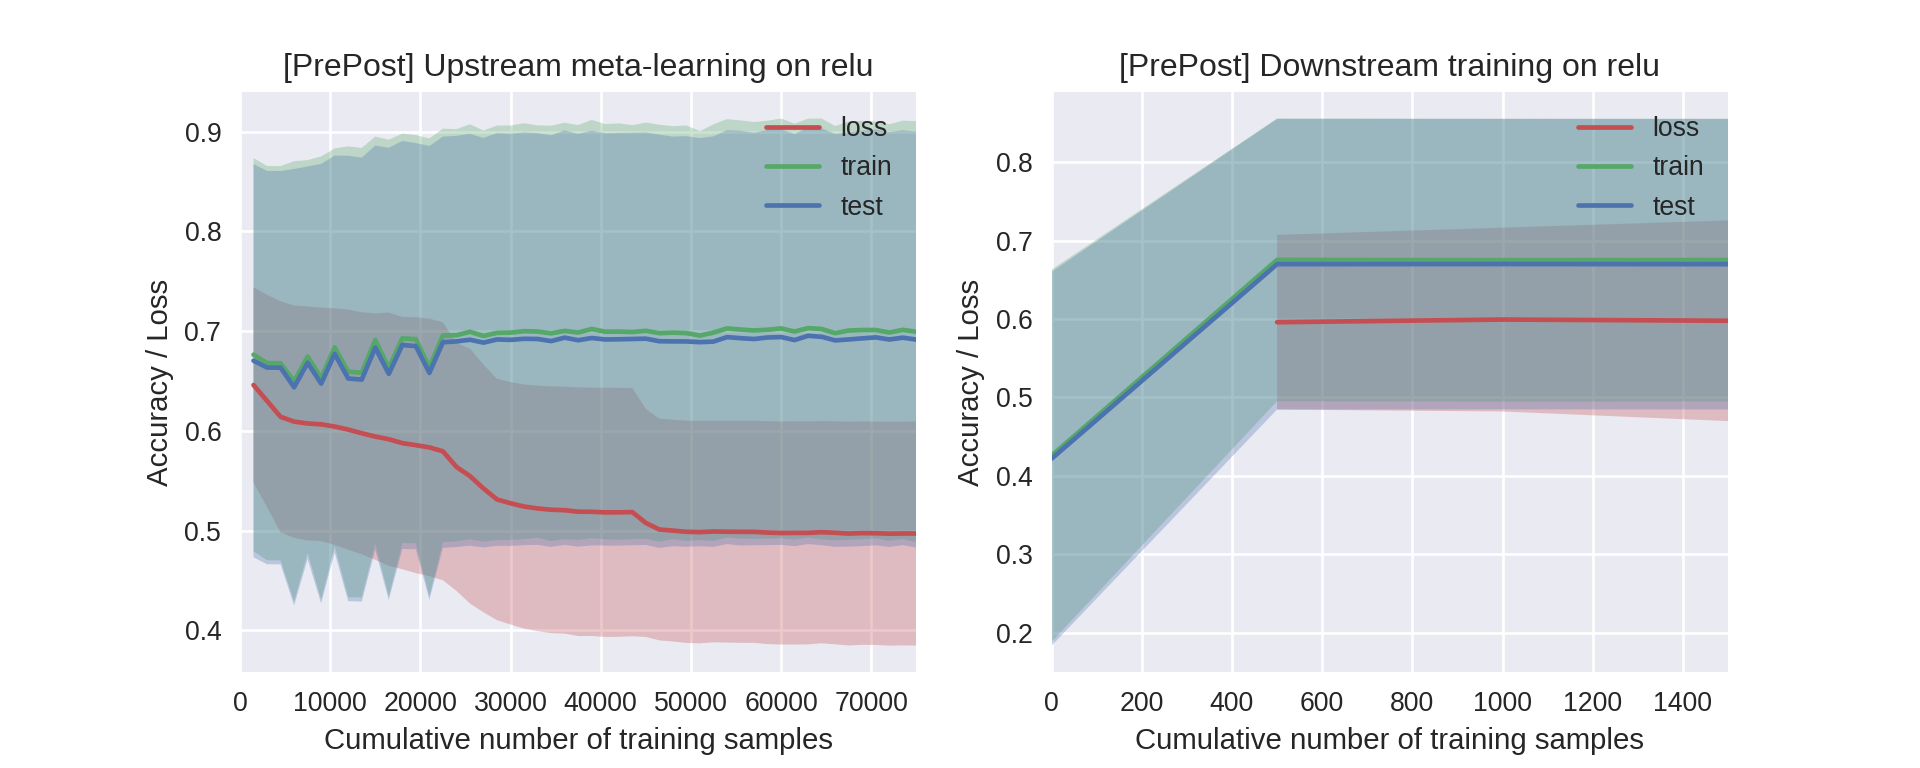 [PrePost] Upstream meta-learning on relu
Accuracy / Loss
0.9
0.8
0.7
0.6
0.5
0.4
loss
train
test
0 10000 20000 30000 40000 50000 60000 70000
Cumulative number of training samples
[PrePost] Downstream training on relu
Accuracy / Loss
0.8
0.7
0.6
0.5
0.4
0.3
0.2
loss
train
test
0 200 400 600 800 1000 1200 1400
Cumulative number of training samples